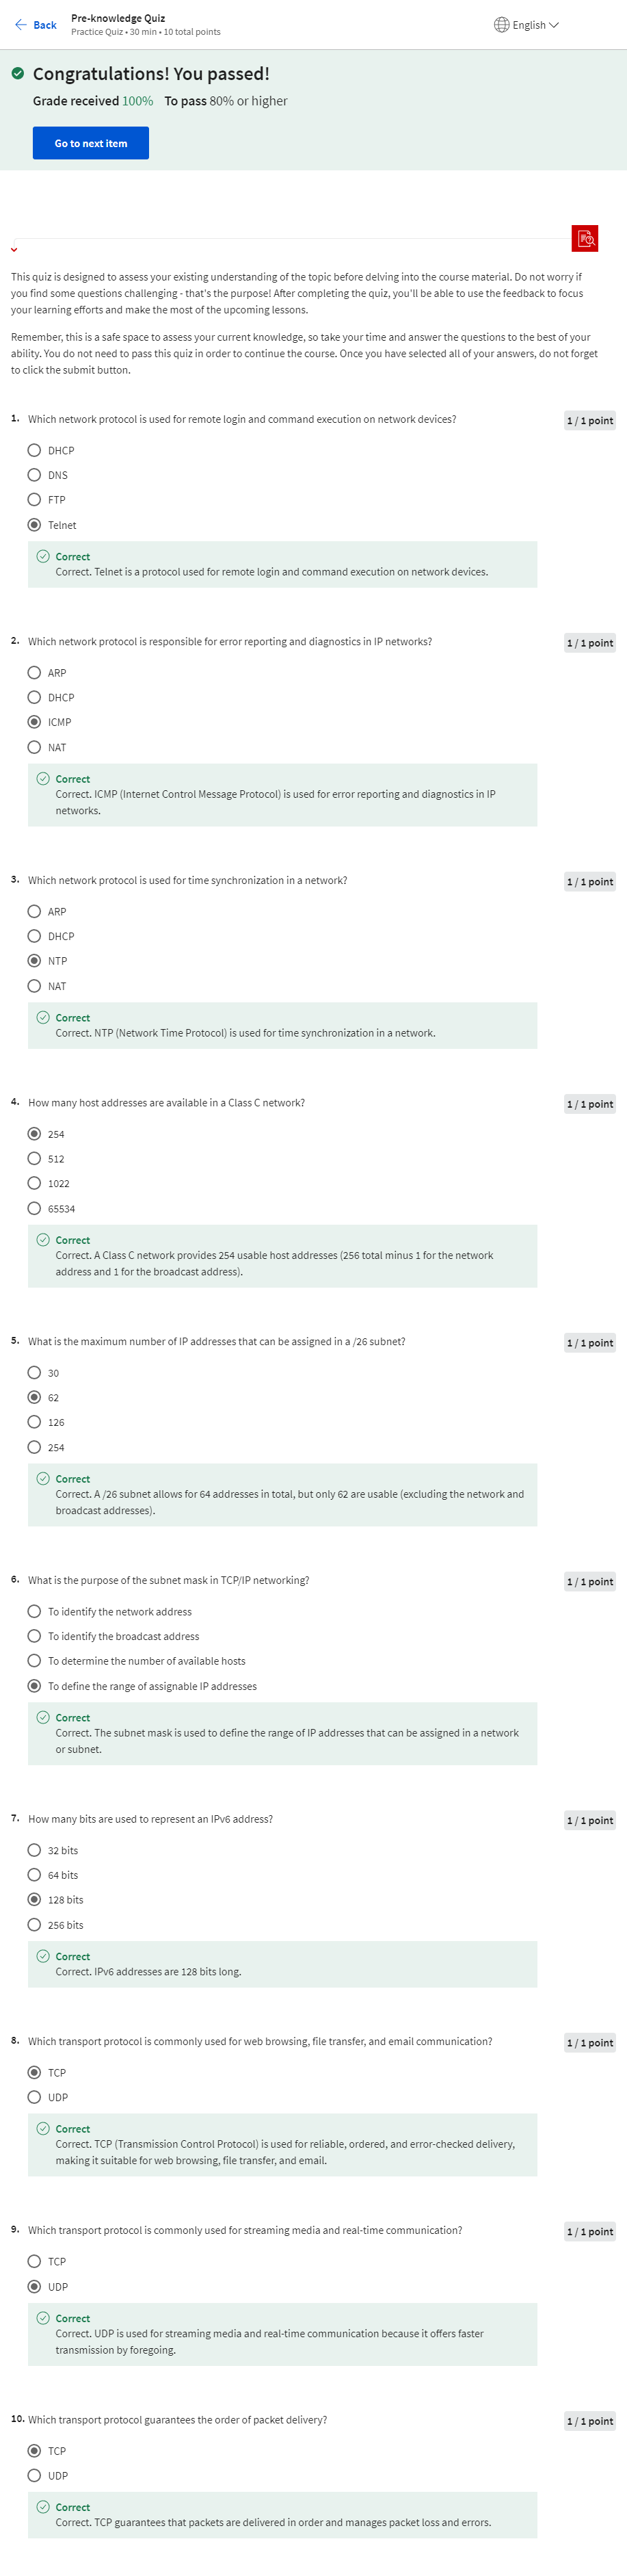 Back
Pre-knowledge Quiz
Practice Quiz • 30 min • 10 total points
English
Congratulations! You passed!
Grade received 100% To pass 80% or higher
Go to next item
This quiz is designed to assess your existing understanding of the topic before delving into the course material. Do not worry if
you find some questions challenging - that's the purpose! After completing the quiz, you'll be able to use the feedback to focus
your learning efforts and make the most of the upcoming lessons.
Remember, this is a safe space to assess your current knowledge, so take your time and answer the questions to the best of your
ability. You do not need to pass this quiz in order to continue the course. Once you have selected all of your answers, do not forget
to click the submit button.
1. Which network protocol is used for remote login and command execution on network devices? 1 / 1 point
DHCP
DNS
FTP
Telnet
Correct
Correct. Telnet is a protocol used for remote login and command execution on network devices.
2. Which network protocol is responsible for error reporting and diagnostics in IP networks? 1 / 1 point
ARP
DHCP
ICMP
NAT
Correct
Correct. ICMP (Internet Control Message Protocol) is used for error reporting and diagnostics in IP
networks.
3. Which network protocol is used for time synchronization in a network? 1 / 1 point
ARP
DHCP
NTP
NAT
Correct
Correct. NTP (Network Time Protocol) is used for time synchronization in a network.
4. How many host addresses are available in a Class C network? 1 / 1 point
254
512
1022
65534
Correct
Correct. A Class C network provides 254 usable host addresses (256 total minus 1 for the network
address and 1 for the broadcast address).
5. What is the maximum number of IP addresses that can be assigned in a /26 subnet? 1 / 1 point
30
62
126
254
Correct
Correct. A /26 subnet allows for 64 addresses in total, but only 62 are usable (excluding the network and
broadcast addresses).
6. What is the purpose of the subnet mask in TCP/IP networking? 1 / 1 point
To identify the network address
To identify the broadcast address
To determine the number of available hosts
To define the range of assignable IP addresses
Correct
Correct. The subnet mask is used to define the range of IP addresses that can be assigned in a network
or subnet.
7. How many bits are used to represent an IPv6 address? 1 / 1 point
32 bits
64 bits
128 bits
256 bits
Correct
Correct. IPv6 addresses are 128 bits long.
8. Which transport protocol is commonly used for web browsing, file transfer, and email communication? 1 / 1 point
TCP
UDP
Correct
Correct. TCP (Transmission Control Protocol) is used for reliable, ordered, and error-checked delivery,
making it suitable for web browsing, file transfer, and email.
9. Which transport protocol is commonly used for streaming media and real-time communication? 1 / 1 point
TCP
UDP
Correct
Correct. UDP is used for streaming media and real-time communication because it offers faster
transmission by foregoing.
10. Which transport protocol guarantees the order of packet delivery? 1 / 1 point
TCP
UDP
Correct
Correct. TCP guarantees that packets are delivered in order and manages packet loss and errors.